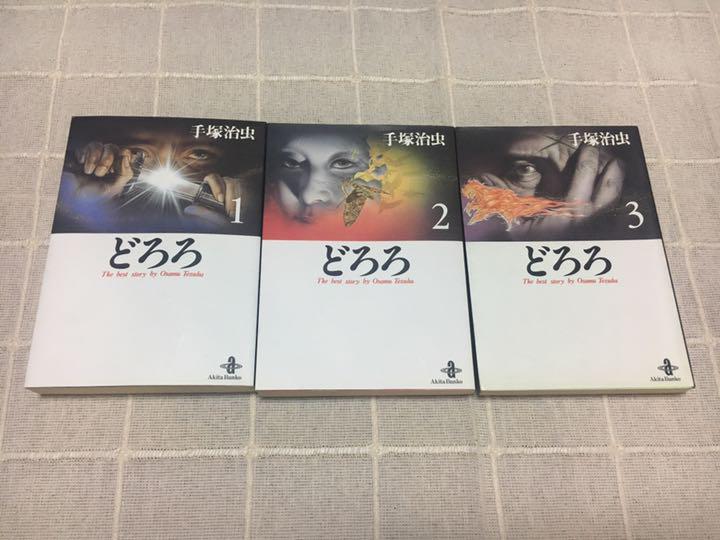 手塚治虫
1
どろろ
The best story by Osamu Tezuka
a
Akita Bunko
手塚治虫
2
どろろ
The best story by Osamu Tezuka
a
Akita Bunko
手塚治虫
3
どろろ
The best story by Osamu Tezuka
a
Akita Bunko